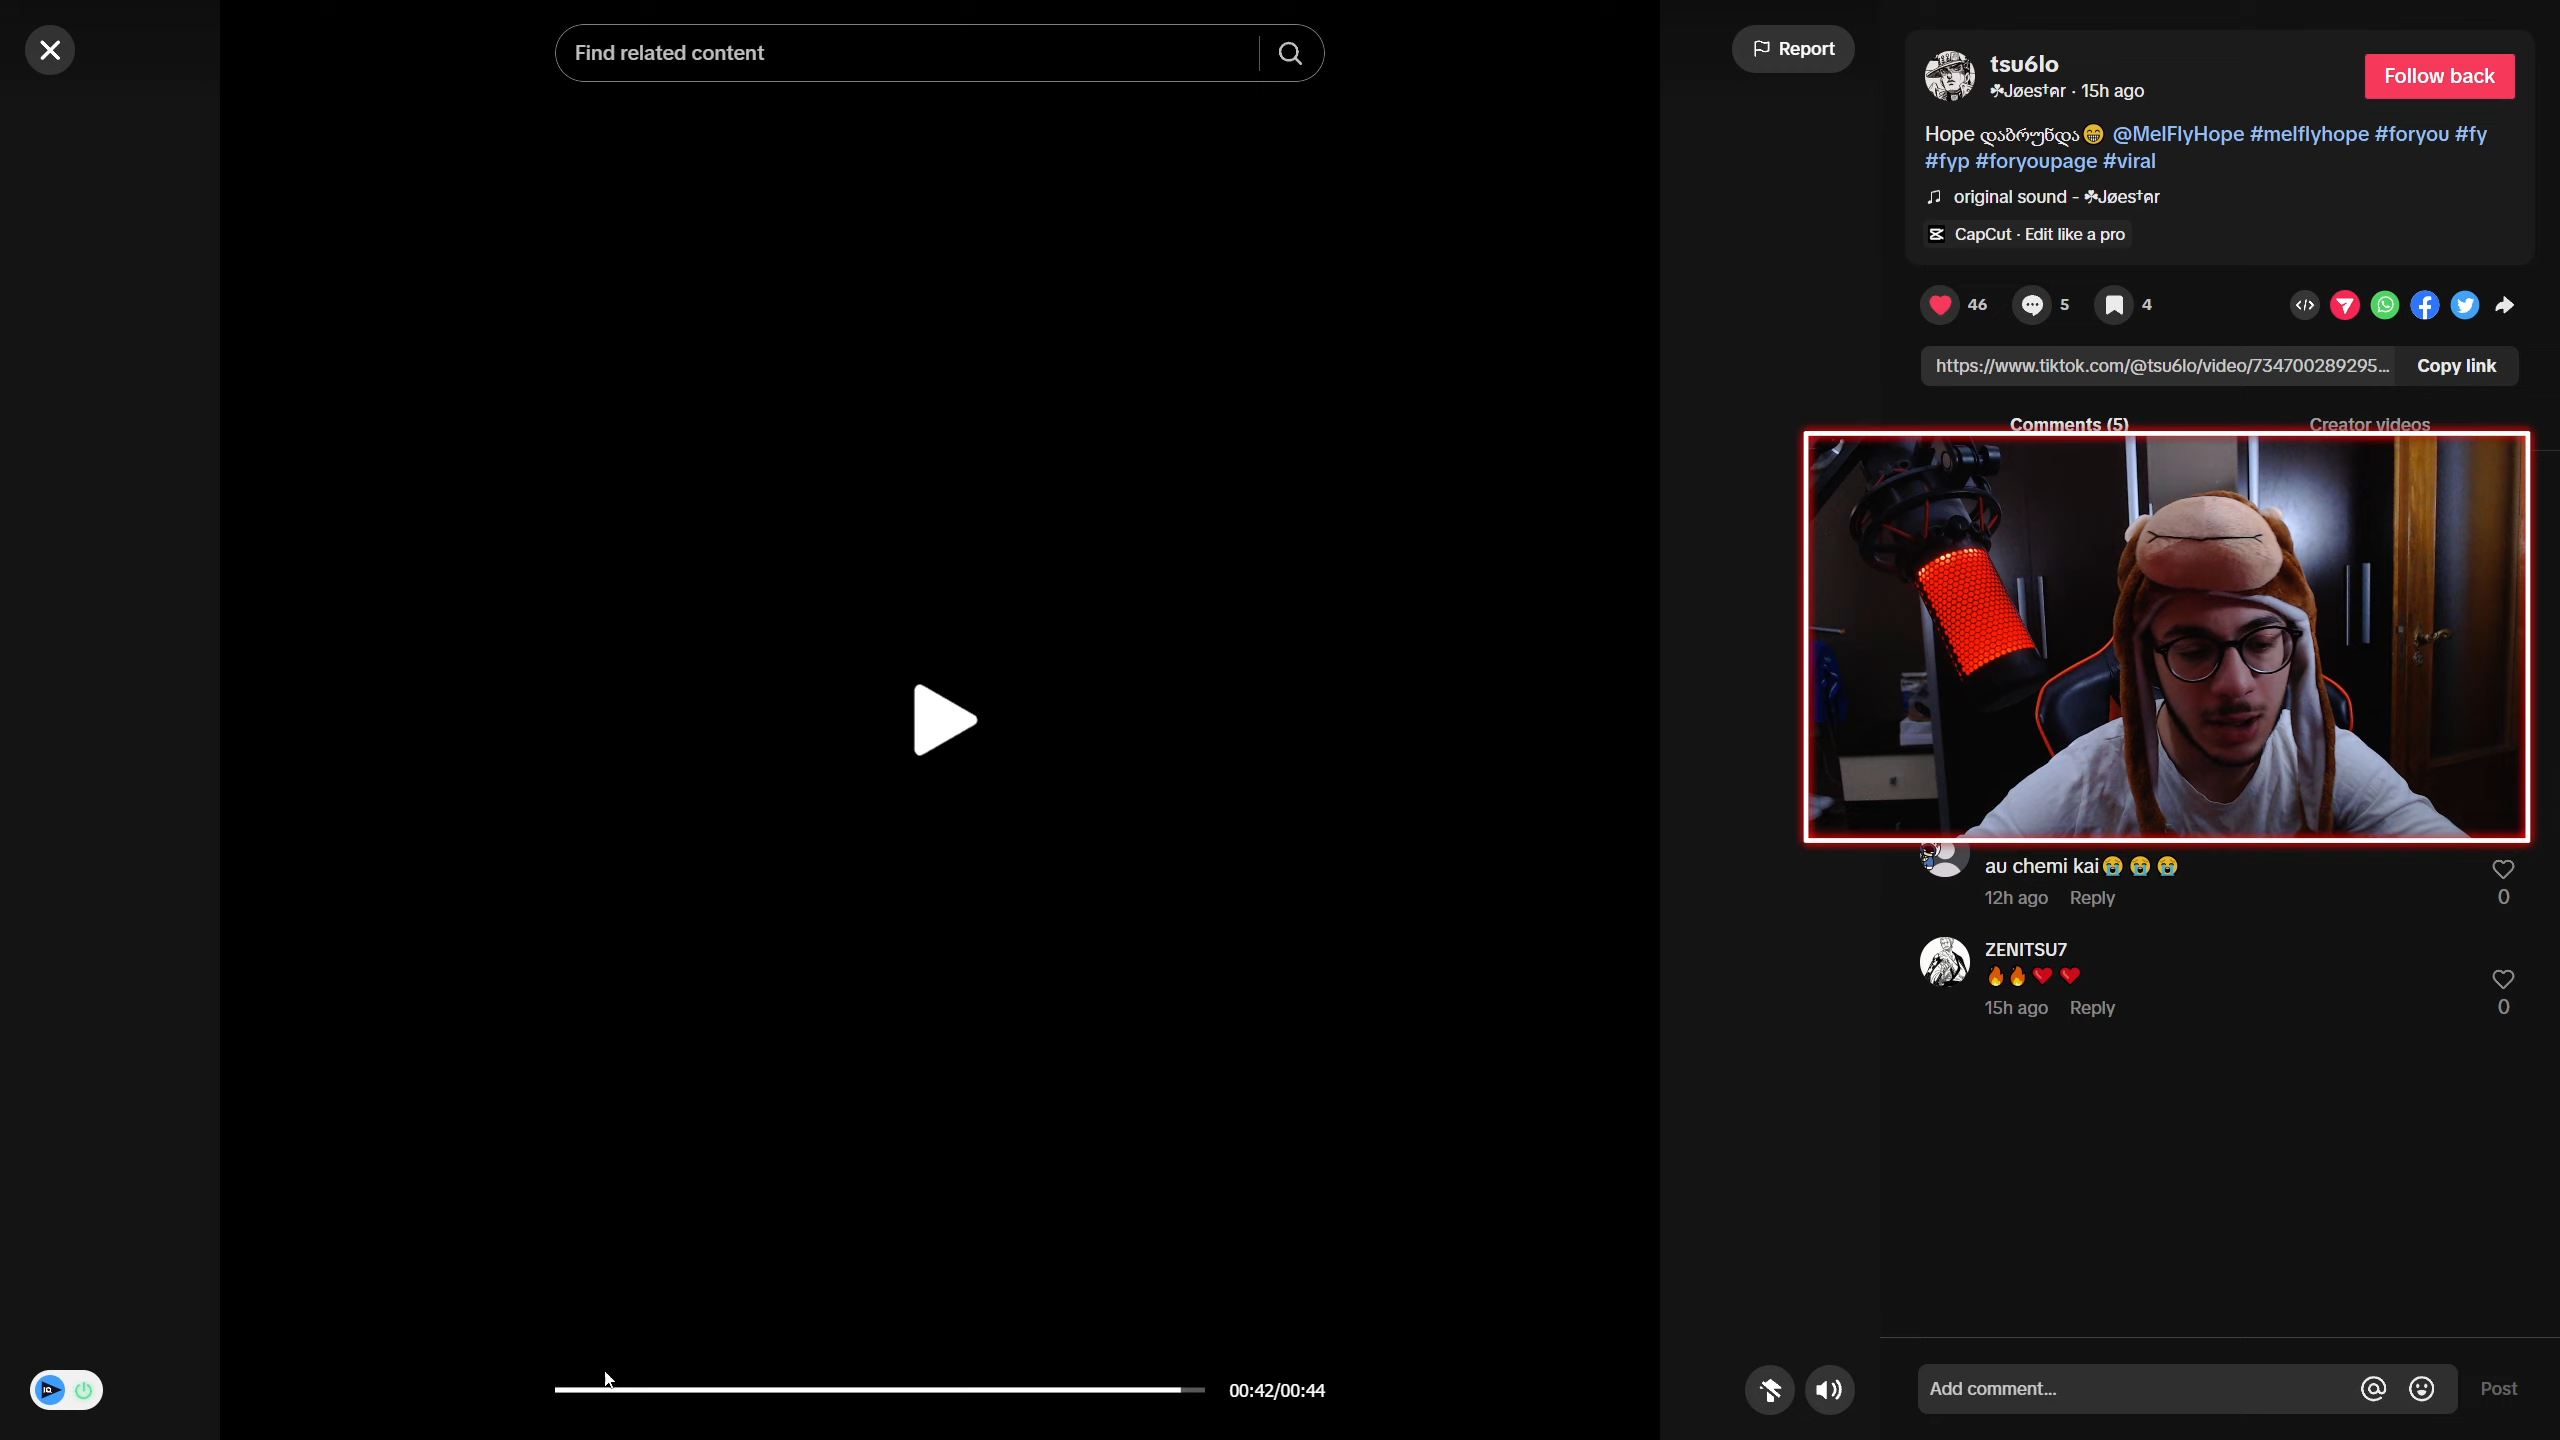 Find related content
Report
tsu6lo
☘Jøestאr · 15h ago
Follow back
Hope დაბრუნდა😁 @MelFlyHope #melflyhope #foryou #fy
#fyp #foryoupage #viral
original sound - ☘Jøestאr
CapCut · Edit like a pro
46
5
4
https://www.tiktok.com/@tsu6lo/video/734700289295...
Copy link
Comments (5)
Creator videos
au chemi kai😭😭😭
12h ago Reply
0
ZENITSU7
🔥🔥❤️❤️
15h ago Reply
0
00:42/00:44
Add comment...
Post